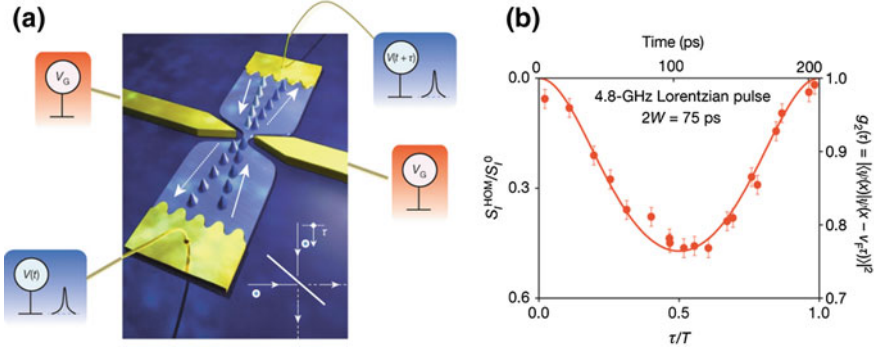 (a)
V_G
V(t + τ)
V_G
V(t)
τ
(b)
Time (ps)
0
100
200
0.0
0.3
0.6
S_I^HOM/S_I^0
4.8-GHz Lorentzian pulse
2W = 75 ps
1.0
0.9
0.8
0.7
g_2(τ) = |⟨ψ(x)|ψ(x − v_Fτ)⟩|^2
0.0
0.5
1.0
τ/T